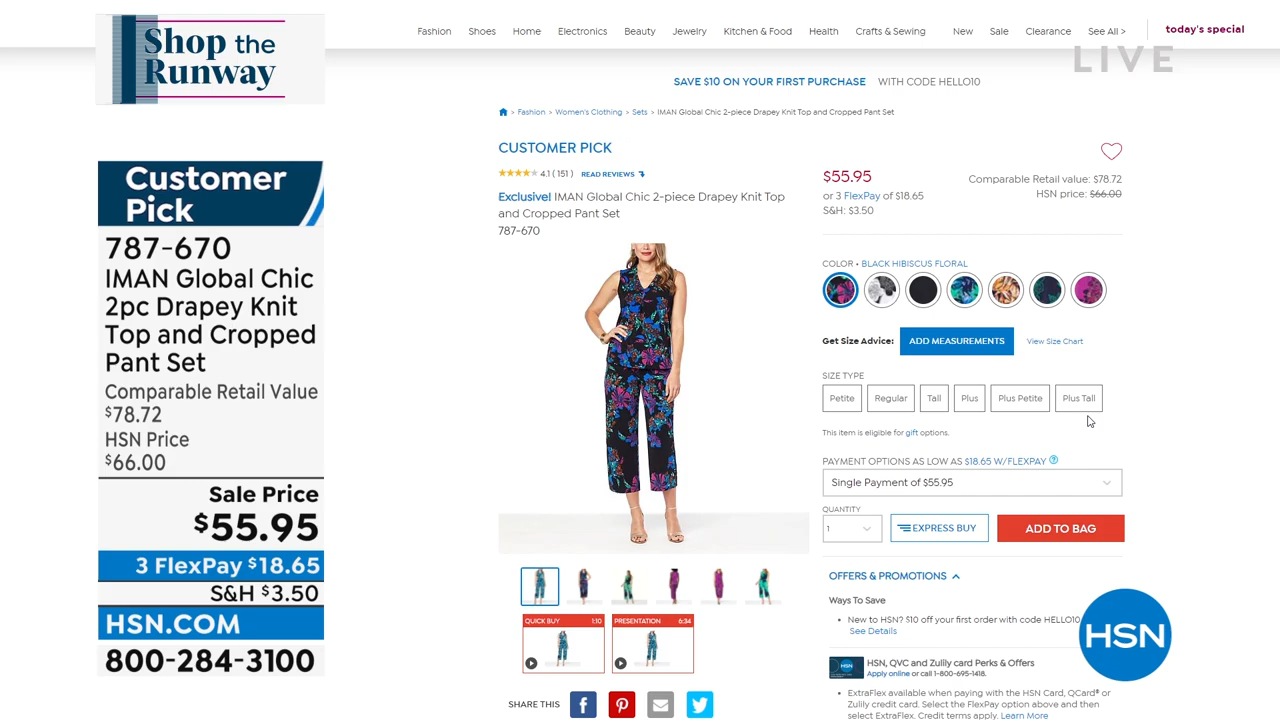 Shop the
Runway
Fashion Shoes Home Electronics Beauty Jewelry Kitchen & Food Health Crafts & Sewing New Sale Clearance See All > today's special
LIVE
SAVE $10 ON YOUR FIRST PURCHASE WITH CODE HELLO10
> Fashion > Women's Clothing > Sets > IMAN Global Chic 2-piece Drapey Knit Top and Cropped Pant Set
Customer
Pick
787-670
IMAN Global Chic
2pc Drapey Knit
Top and Cropped
Pant Set
Comparable Retail Value
$78.72
HSN Price
$66.00
Sale Price
$55.95
3 FlexPay $18.65
S&H $3.50
HSN.COM
800-284-3100
CUSTOMER PICK
4.1 ( 151 ) READ REVIEWS
Exclusive! IMAN Global Chic 2-piece Drapey Knit Top
and Cropped Pant Set
787-670
QUICK BUY 1:10
PRESENTATION 6:34
SHARE THIS
$55.95
or 3 FlexPay of $18.65
S&H: $3.50
Comparable Retail value: $78.72
HSN price: $66.00
COLOR • BLACK HIBISCUS FLORAL
Get Size Advice: ADD MEASUREMENTS View Size Chart
SIZE TYPE
Petite Regular Tall Plus Plus Petite Plus Tall
This item is eligible for gift options.
PAYMENT OPTIONS AS LOW AS $18.65 W/FLEXPAY ?
Single Payment of $55.95
QUANTITY
1 EXPRESS BUY ADD TO BAG
OFFERS & PROMOTIONS
Ways To Save
• New to HSN? $10 off your first order with code HELLO10
See Details
HSN
HSN, QVC and Zulily card Perks & Offers
Apply online or call 1-800-695-1418.
• ExtraFlex available when paying with the HSN Card, QCard® or
Zulily credit card. Select the FlexPay option above and then
select ExtraFlex. Credit terms apply. Learn More
HSN